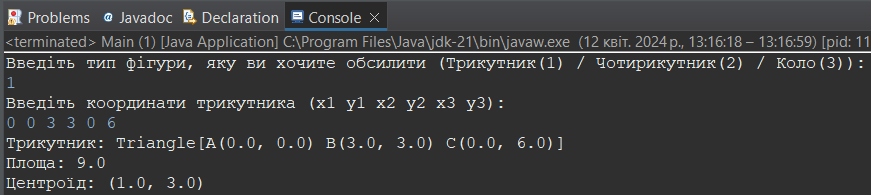 Problems @ Javadoc Declaration Console
<terminated> Main (1) [Java Application] C:\Program Files\Java\jdk-21\bin\javaw.exe (12 квіт. 2024 р., 13:16:18 – 13:16:59) [pid: 11
Введіть тип фігури, яку ви хочте обсилити (Трикутник(1) / Чотирикутник(2) / Коло(3)):
1
Введіть координати трикутника (x1 y1 x2 y2 x3 y3):
0 0 3 3 0 6
Трикутник: Triangle[A(0.0, 0.0) B(3.0, 3.0) C(0.0, 6.0)]
Площа: 9.0
Центроїд: (1.0, 3.0)